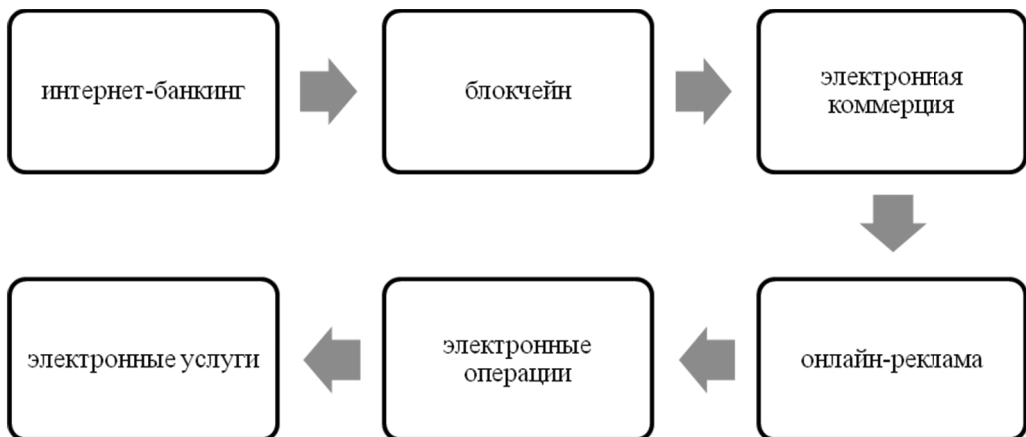 интернет-банкинг
блокчейн
электронная
коммерция
онлайн-реклама
электронные
операции
электронные услуги